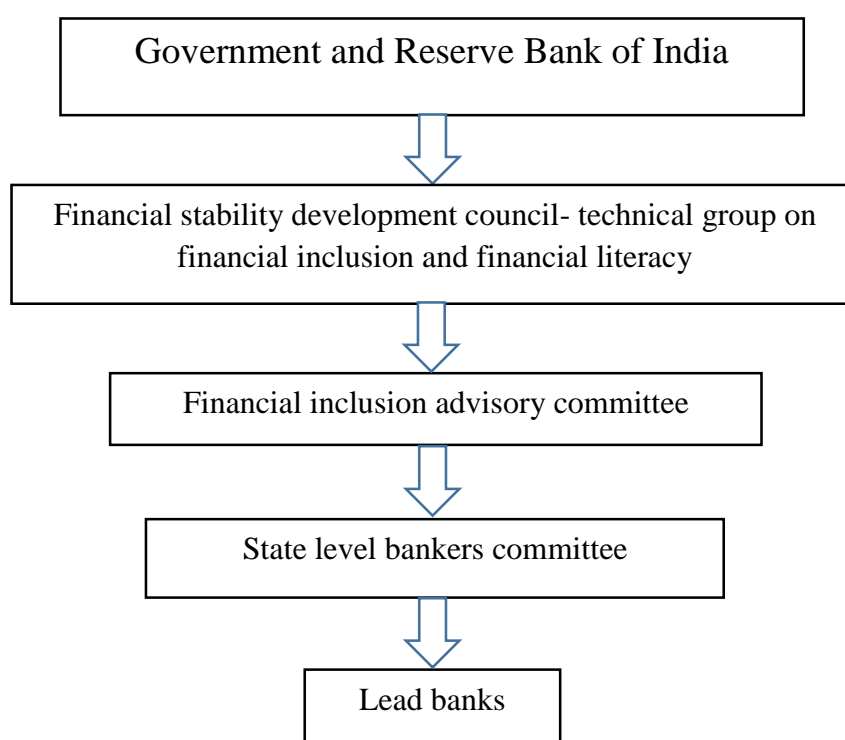 Government and Reserve Bank of India
Financial stability development council- technical group on
financial inclusion and financial literacy
Financial inclusion advisory committee
State level bankers committee
Lead banks